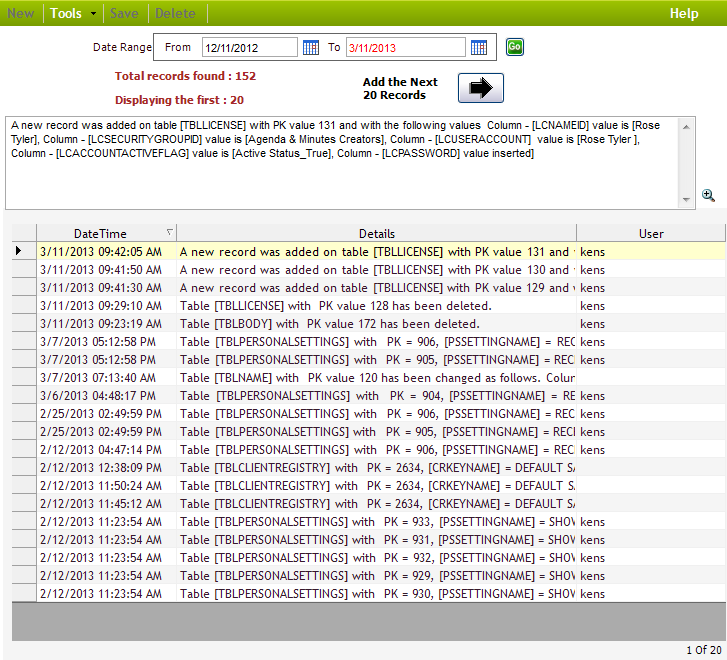 New Tools Save Delete Help
Date Range From 12/11/2012 To 3/11/2013 Go
Total records found : 152
Displaying the first : 20
Add the Next
20 Records
A new record was added on table [TBLLICENSE] with PK value 131 and with the following values  Column - [LCNAMEID] value is [Rose
Tyler], Column - [LCSECURITYGROUPID] value is [Agenda & Minutes Creators], Column - [LCUSERACCOUNT]  value is [Rose Tyler ],
Column - [LCACCOUNTACTIVEFLAG] value is [Active Status_True], Column - [LCPASSWORD] value inserted]
DateTime Details User
3/11/2013 09:42:05 AM A new record was added on table [TBLLICENSE] with PK value 131 and kens
3/11/2013 09:41:50 AM A new record was added on table [TBLLICENSE] with PK value 130 and kens
3/11/2013 09:41:30 AM A new record was added on table [TBLLICENSE] with PK value 129 and kens
3/11/2013 09:29:10 AM Table [TBLLICENSE] with  PK value 128 has been deleted. kens
3/11/2013 09:23:19 AM Table [TBLBODY] with  PK value 172 has been deleted. kens
3/7/2013 05:12:58 PM Table [TBLPERSONALSETTINGS] with  PK = 906, [PSSETTINGNAME] = REC kens
3/7/2013 05:12:58 PM Table [TBLPERSONALSETTINGS] with  PK = 905, [PSSETTINGNAME] = REC kens
3/7/2013 07:13:40 AM Table [TBLNAME] with  PK value 120 has been changed as follows. Colum kens
3/6/2013 04:48:17 PM Table [TBLPERSONALSETTINGS] with  PK = 904, [PSSETTINGNAME] = RE kens
2/25/2013 02:49:59 PM Table [TBLPERSONALSETTINGS] with  PK = 906, [PSSETTINGNAME] = REC kens
2/25/2013 02:49:59 PM Table [TBLPERSONALSETTINGS] with  PK = 905, [PSSETTINGNAME] = REC kens
2/12/2013 04:47:14 PM Table [TBLPERSONALSETTINGS] with  PK = 906, [PSSETTINGNAME] = REC kens
2/12/2013 12:38:09 PM Table [TBLCLIENTREGISTRY] with  PK = 2634, [CRKEYNAME] = DEFAULT SA
2/12/2013 11:50:24 AM Table [TBLCLIENTREGISTRY] with  PK = 2634, [CRKEYNAME] = DEFAULT SA
2/12/2013 11:45:12 AM Table [TBLCLIENTREGISTRY] with  PK = 2634, [CRKEYNAME] = DEFAULT SA
2/12/2013 11:23:54 AM Table [TBLPERSONALSETTINGS] with  PK = 933, [PSSETTINGNAME] = SHOW kens
2/12/2013 11:23:54 AM Table [TBLPERSONALSETTINGS] with  PK = 931, [PSSETTINGNAME] = SHOW kens
2/12/2013 11:23:54 AM Table [TBLPERSONALSETTINGS] with  PK = 932, [PSSETTINGNAME] = SHOW kens
2/12/2013 11:23:54 AM Table [TBLPERSONALSETTINGS] with  PK = 929, [PSSETTINGNAME] = SHOW kens
2/12/2013 11:23:54 AM Table [TBLPERSONALSETTINGS] with  PK = 930, [PSSETTINGNAME] = SHOW kens
1 Of 20